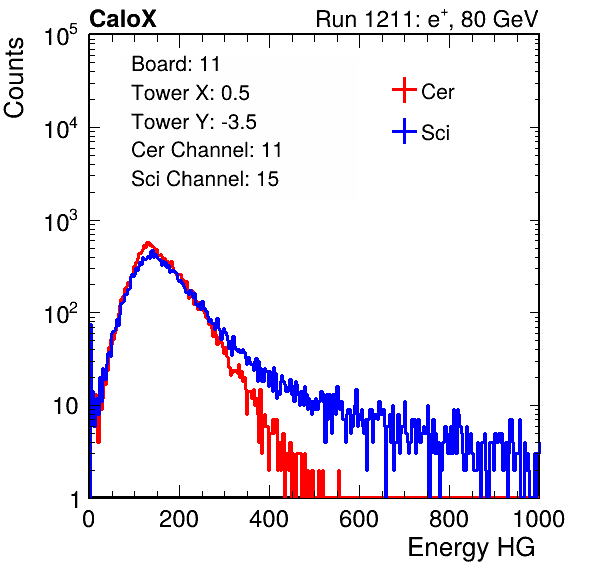 CaloX Run 1211: e⁺, 80 GeV
Counts
Board: 11
Tower X: 0.5
Tower Y: -3.5
Cer Channel: 11
Sci Channel: 15
Cer
Sci
10⁵
10⁴
10³
10²
10
1
0 200 400 600 800 1000
Energy HG